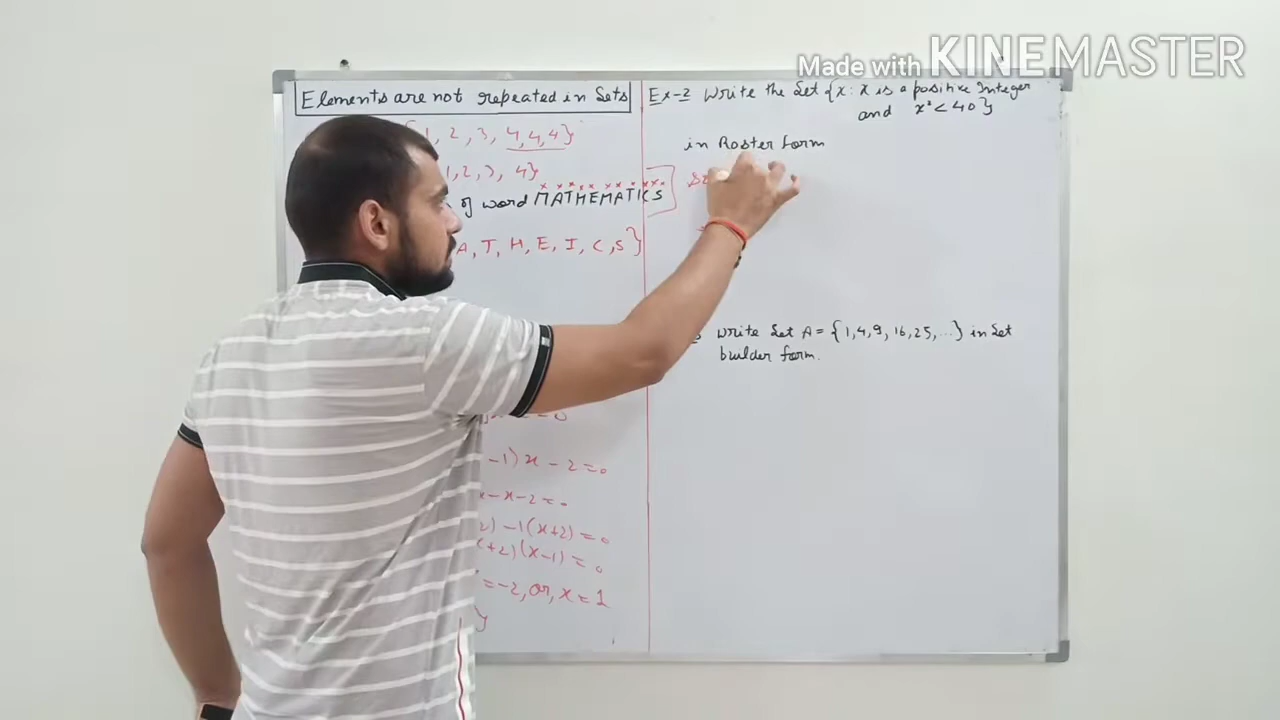 Made with KINEMASTER
Elements are not repeated in Sets
1, 2, 3, 4, 4, 4}
1, 2, 3, 4}
of word MATHEMATICS
A, T, H, E, I, C, S}
-1)x - 2 = 0
x - x - 2 = 0
2) -1(x+2) = 0
+2)(x-1) = 0
= -2, or, x = 1
}
Ex-2 Write the Set {x : x is a positive Integer
and x² < 40}
in Roster form
Write Set A = {1, 4, 9, 16, 25, ...} in Set
builder form.